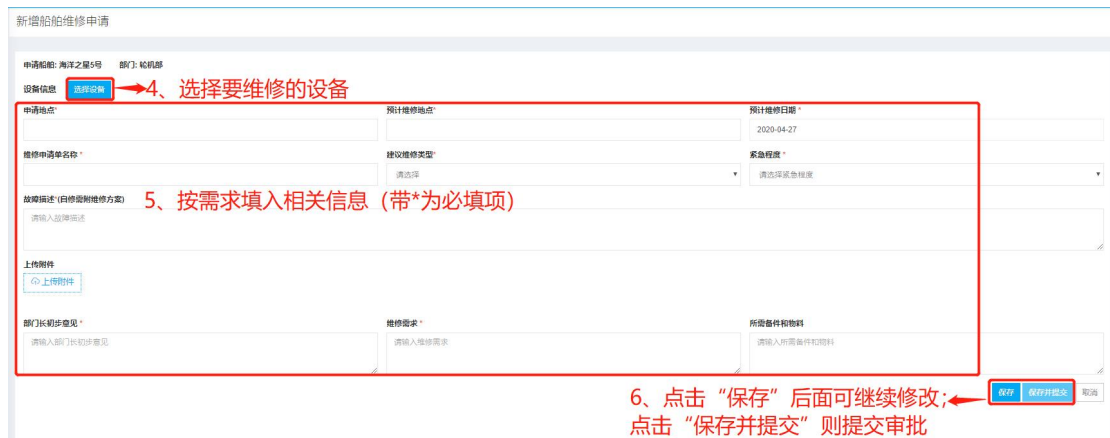 新增船舶维修申请
申请船舶: 海洋之星5号 部门: 轮机部
设备信息 选择设备 4、选择要维修的设备
申请地点* 预计维修地点* 预计维修日期 *
2020-04-27
维修申请单名称 * 建议维修类型* 紧急程度 *
请选择 请选择紧急程度
故障描述*(自修需附维修方案) 5、按需求填入相关信息（带*为必填项）
请输入故障描述
上传附件
上传附件
部门长初步意见 * 维修需求 * 所需备件和物料
请输入部门长初步意见 请输入维修需求 请输入所需备件和物料
6、点击“保存”后面可继续修改; 保存 保存并提交 取消
点击“保存并提交”则提交审批